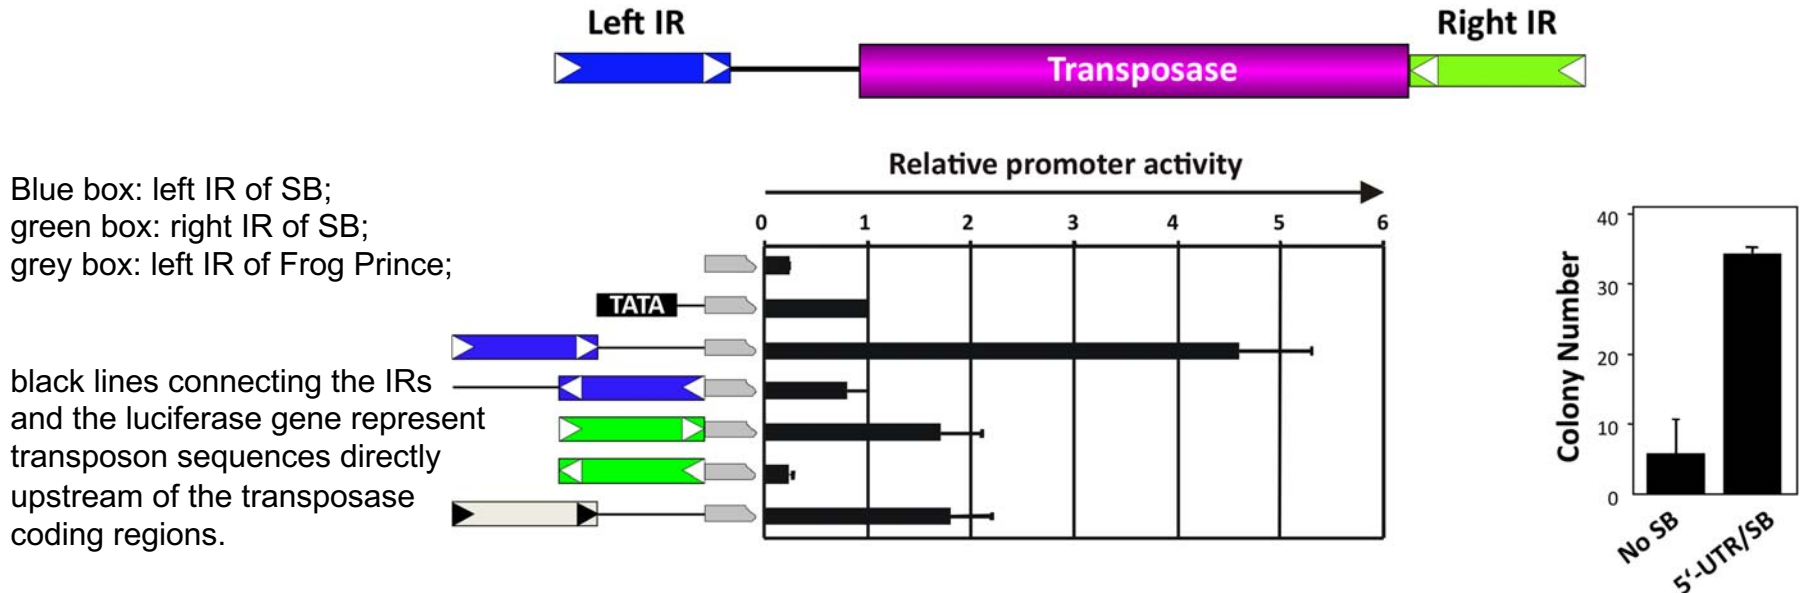 Left IR
Right IR
Transposase
Relative promoter activity
Blue box: left IR of SB;
green box: right IR of SB;
grey box: left IR of Frog Prince;
0 1 2 3 4 5 6
TATA
black lines connecting the IRs
and the luciferase gene represent
transposon sequences directly
upstream of the transposase
coding regions.
Colony Number
40
30
20
10
0
No SB
5'-UTR/SB